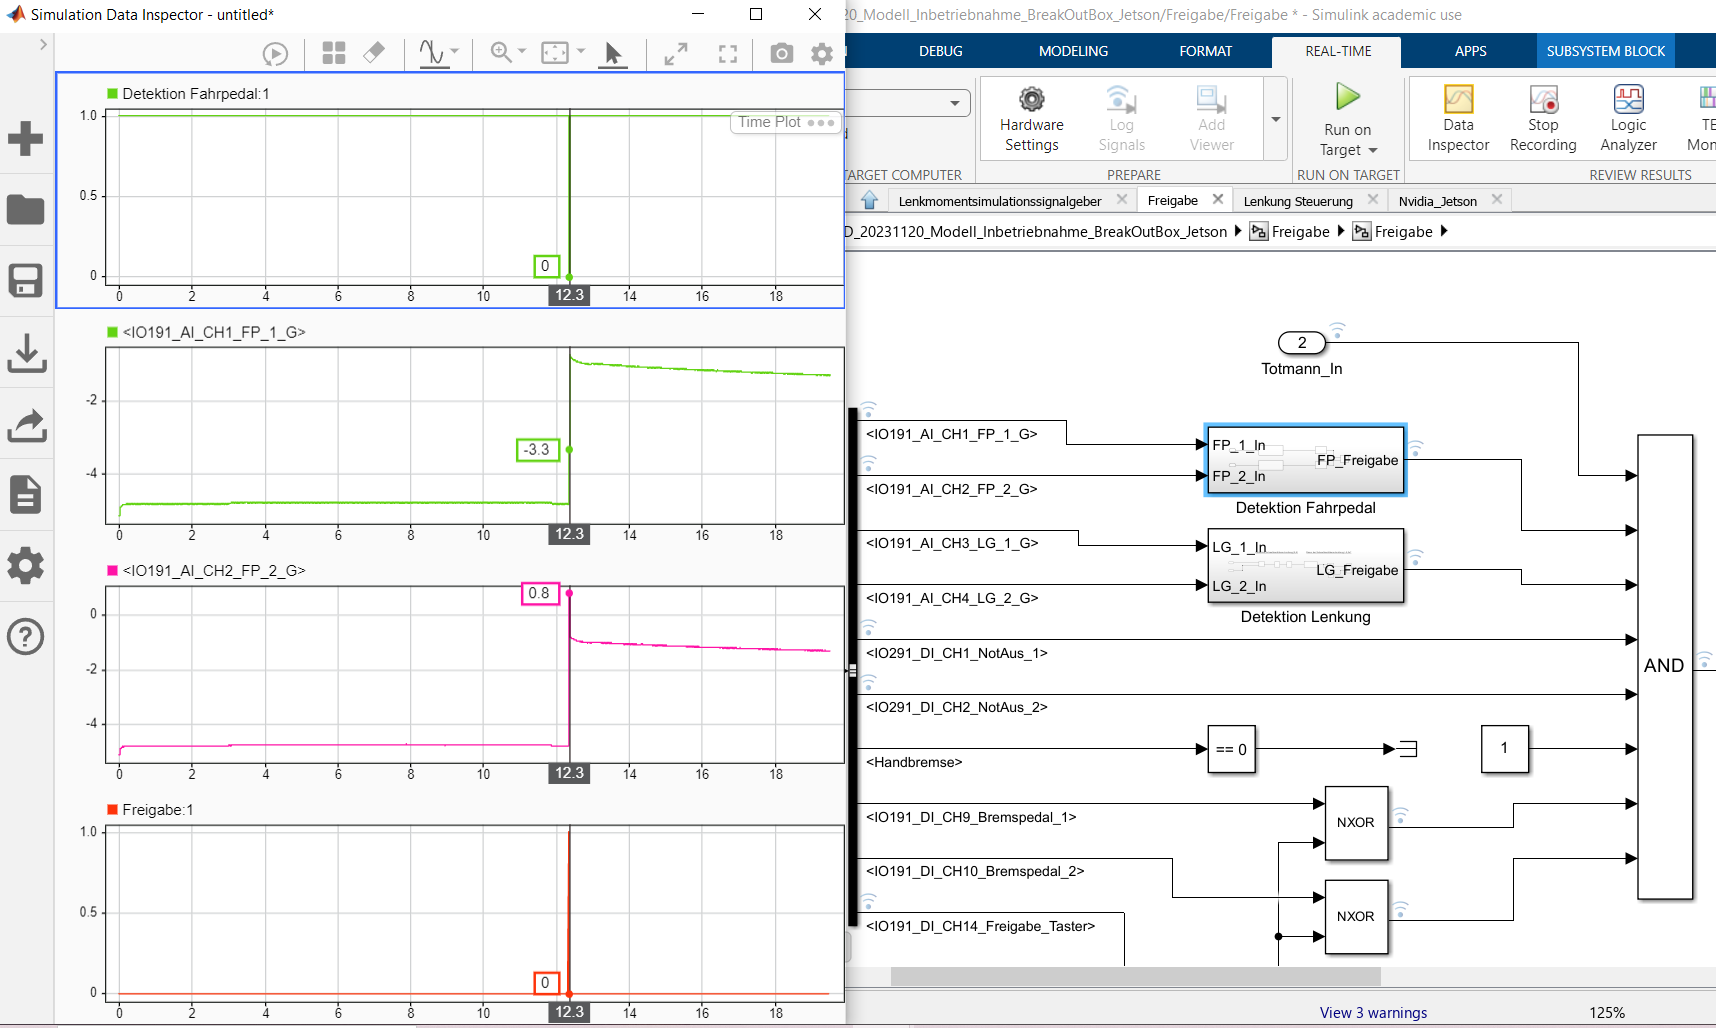 Simulation Data Inspector - untitled*
Detektion Fahrpedal:1
Time Plot
1.0
0.5
0
0
0 2 4 6 8 10 12.3 14 16 18
<IO191_AI_CH1_FP_1_G>
-2
-3.3
-4
0 2 4 6 8 10 12.3 14 16 18
<IO191_AI_CH2_FP_2_G>
0.8
0
-2
-4
0 2 4 6 8 10 12.3 14 16 18
Freigabe:1
1.0
0.5
0
0
0 2 4 6 8 10 12.3 14 16 18
20_Modell_Inbetriebnahme_BreakOutBox_Jetson/Freigabe/Freigabe * - Simulink academic use
DEBUG MODELING FORMAT REAL-TIME APPS SUBSYSTEM BLOCK
Hardware
Settings
Log
Signals
Add
Viewer
Run on
Target
Data
Inspector
Stop
Recording
Logic
Analyzer
TARGET COMPUTER PREPARE RUN ON TARGET REVIEW RESULTS
Lenkmomentsimulationssignalgeber Freigabe Lenkung Steuerung Nvidia_Jetson
D_20231120_Modell_Inbetriebnahme_BreakOutBox_Jetson Freigabe Freigabe
2
Totmann_In
<IO191_AI_CH1_FP_1_G>
<IO191_AI_CH2_FP_2_G>
FP_1_In
FP_2_In
FP_Freigabe
Detektion Fahrpedal
<IO191_AI_CH3_LG_1_G>
<IO191_AI_CH4_LG_2_G>
LG_1_In
LG_2_In
LG_Freigabe
Detektion Lenkung
<IO291_DI_CH1_NotAus_1>
AND
<IO291_DI_CH2_NotAus_2>
== 0
1
<Handbremse>
<IO191_DI_CH9_Bremspedal_1>
NXOR
<IO191_DI_CH10_Bremspedal_2>
NXOR
<IO191_DI_CH14_Freigabe_Taster>
View 3 warnings
125%